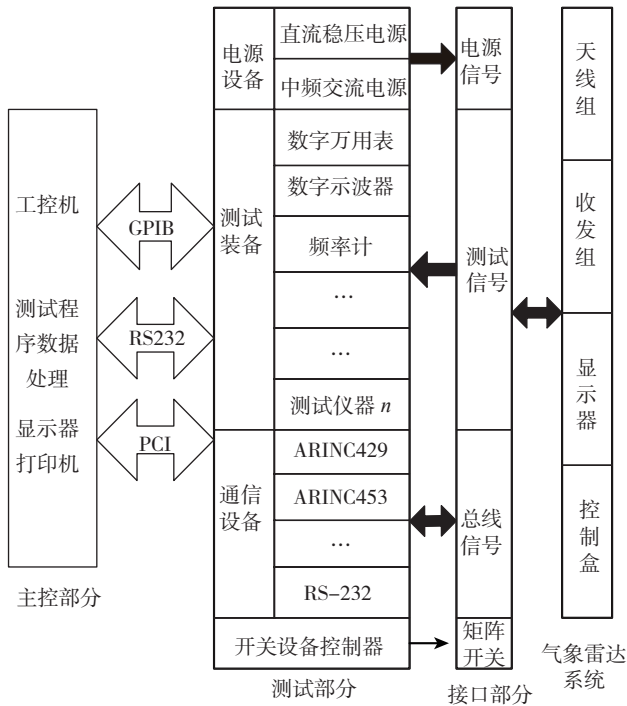 工控机
测试程
序数据
处理
显示器
打印机
主控部分
GPIB
RS232
PCI
电源
设备
直流稳压电源
中频交流电源
测试
装备
数字万用表
数字示波器
频率计
…
…
测试仪器 n
通信
设备
ARINC429
ARINC453
…
RS-232
开关设备控制器
测试部分
电源
信号
测试
信号
总线
信号
矩阵
开关
接口部分
天
线
组
收
发
组
显
示
器
控
制
盒
气象雷达
系统